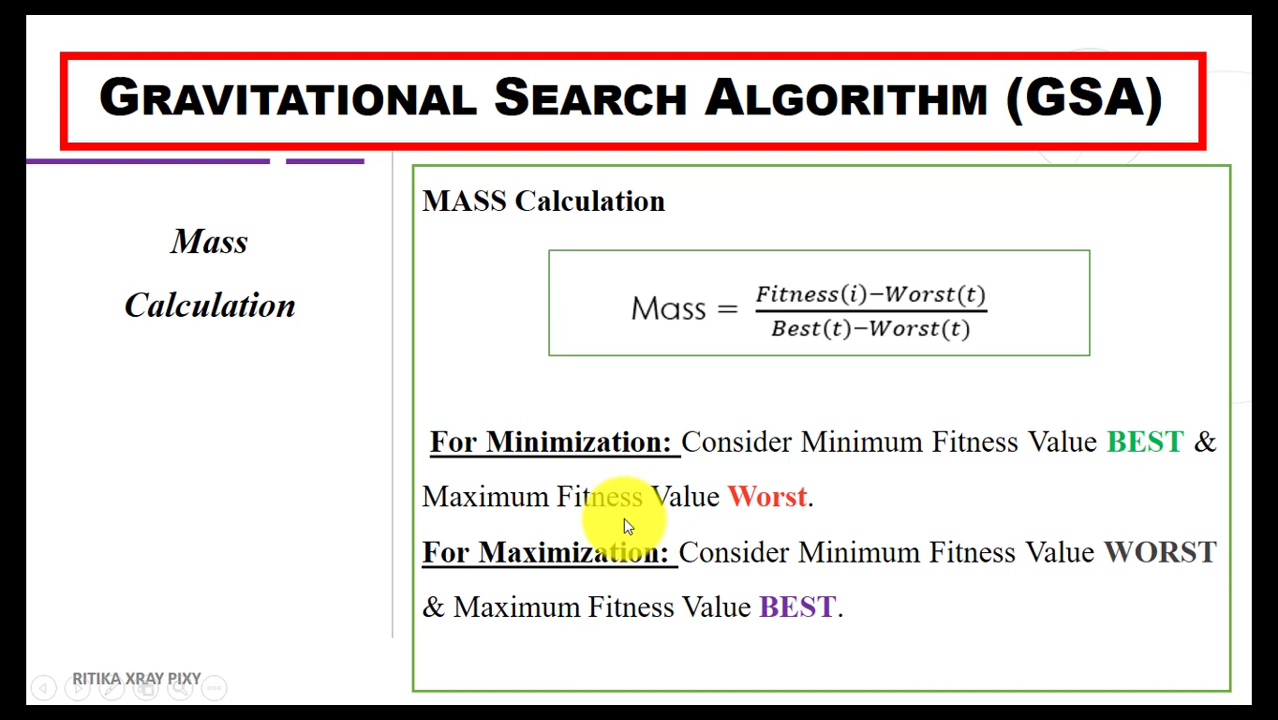 GRAVITATIONAL SEARCH ALGORITHM (GSA)
Mass
Calculation
MASS Calculation
Mass = Fitness(i)−Worst(t)
Best(t)−Worst(t)
For Minimization: Consider Minimum Fitness Value BEST &
Maximum Fitness Value Worst.
For Maximization: Consider Minimum Fitness Value WORST
& Maximum Fitness Value BEST.
RITIKA XRAY PIXY